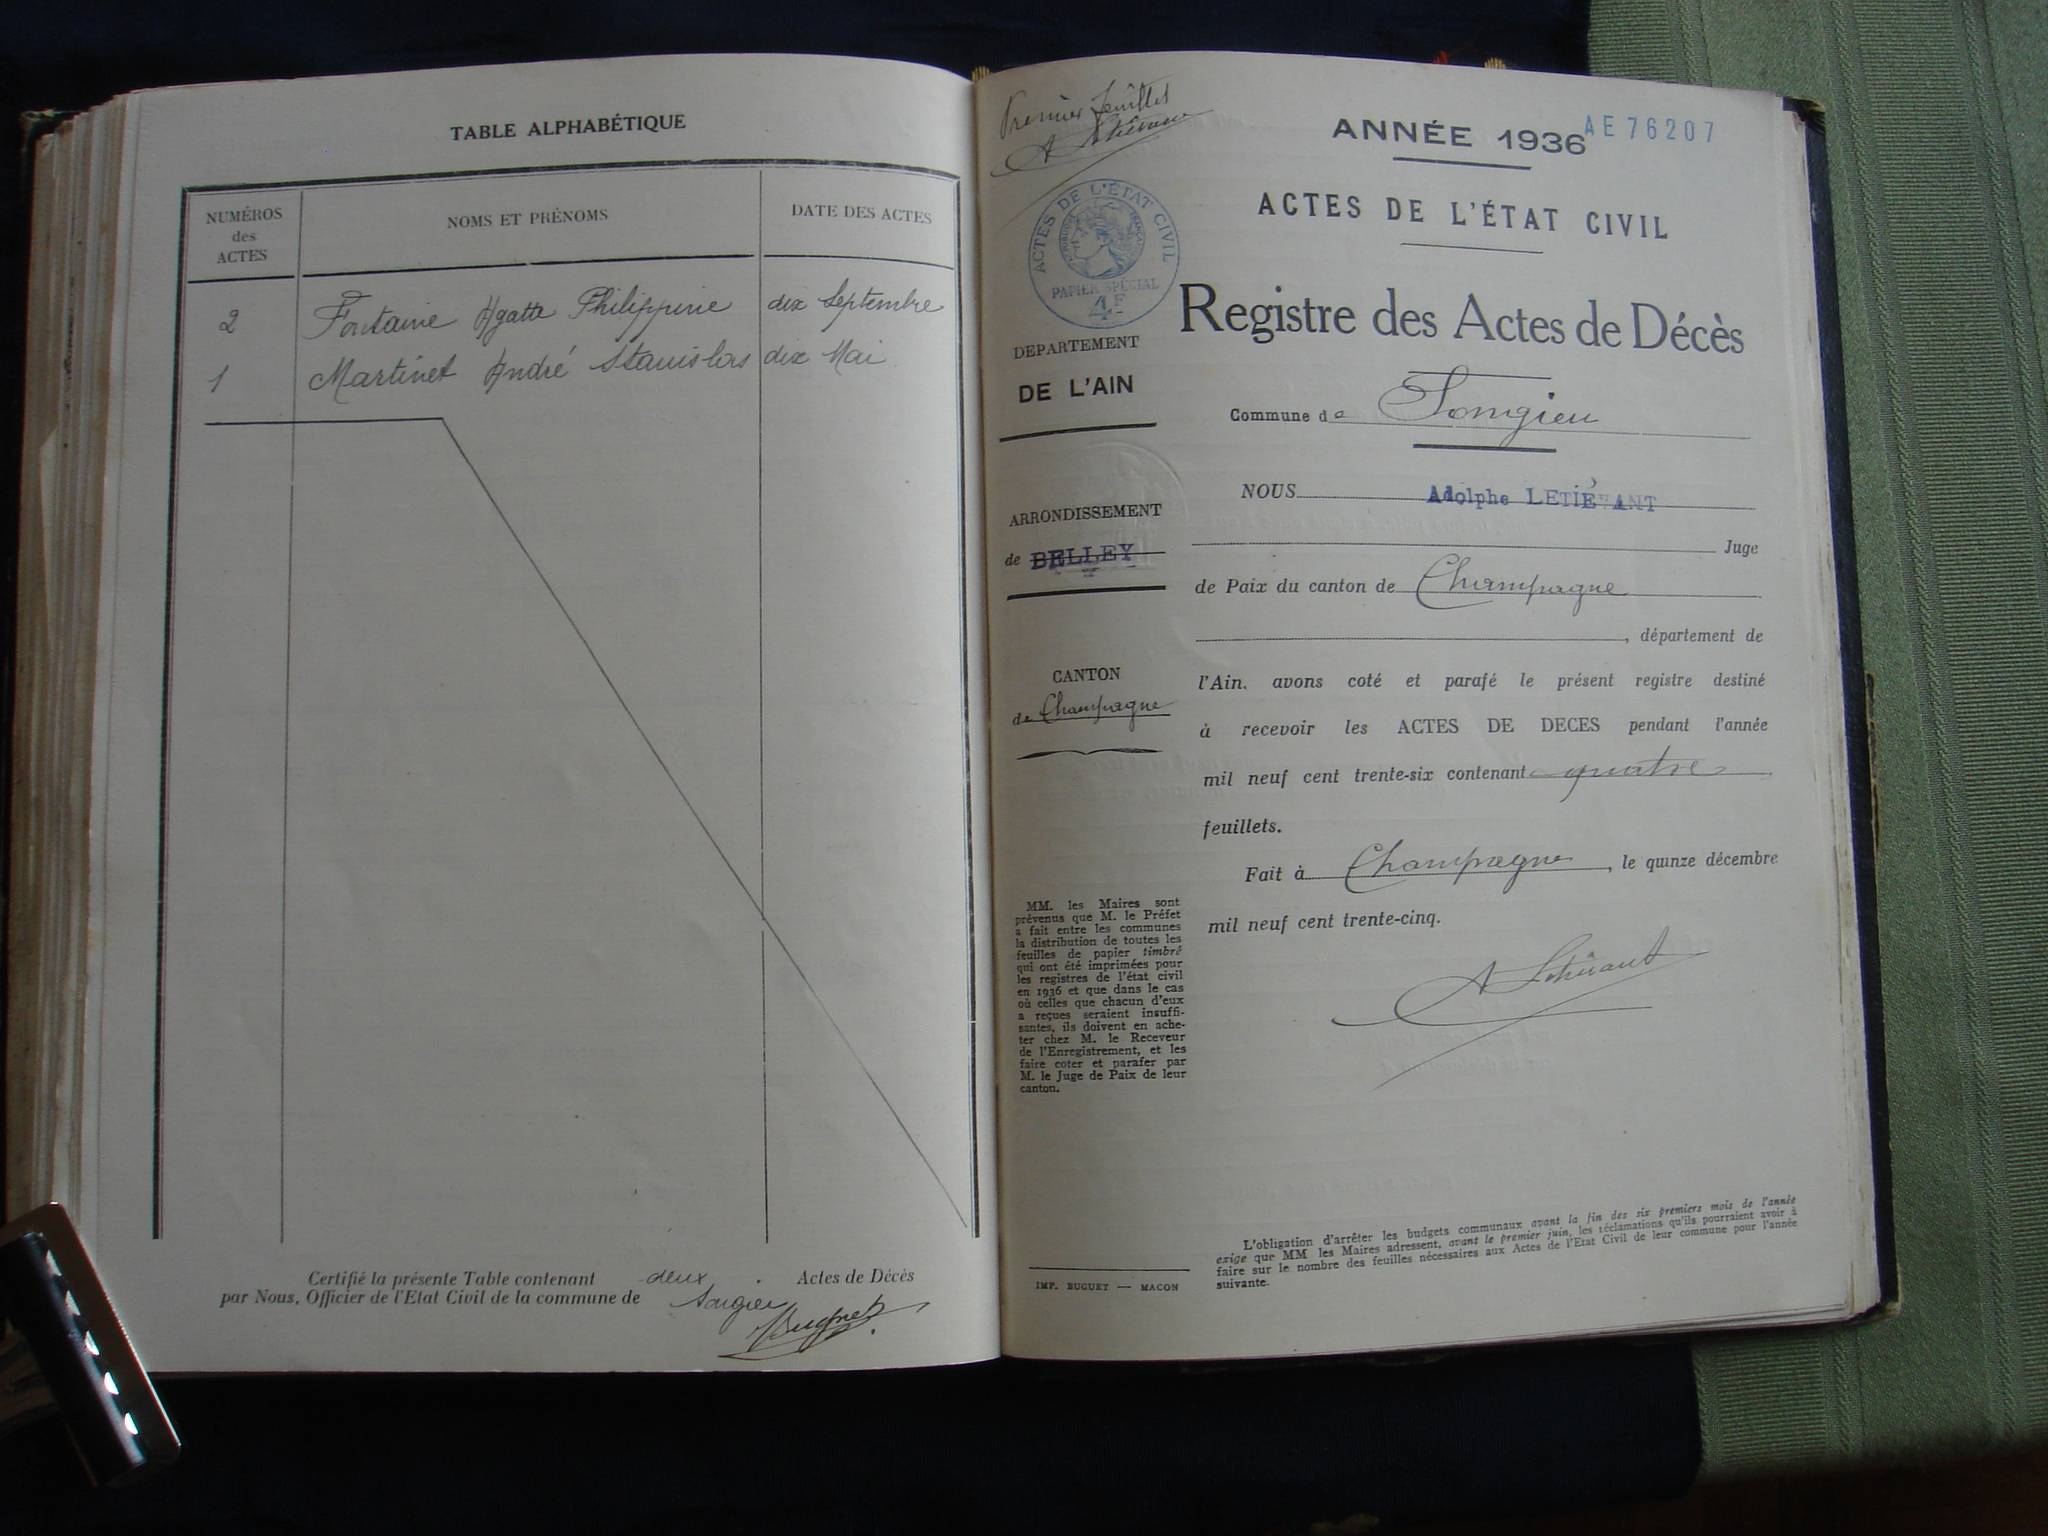 TABLE ALPHABÉTIQUE
NUMÉROS
des
ACTES
NOMS ET PRÉNOMS
DATE DES ACTES
2 Fontaine Agatte Philippine dix Septembre
1 Martinet André Stanislas dix Mai
Certifié la présente Table contenant deux Actes de Décès
par Nous, Officier de l'Etat Civil de la commune de Songieu
Premier feuillet
ANNÉE 1936
AE76207
ACTES DE L'ÉTAT CIVIL
ACTES DE L'ÉTAT CIVIL
RÉPUBLIQUE FRANÇAISE
PAPIER SPÉCIAL
4F
Registre des Actes de Décès
DÉPARTEMENT
DE L'AIN
Commune de Songieu
ARRONDISSEMENT
de BELLEY
NOUS Adolphe LETIÉVANT
Juge
de Paix du canton de Champagne
, département de
CANTON
de Champagne
l'Ain. avons coté et parafé le présent registre destiné
à recevoir les ACTES DE DECES pendant l'année
mil neuf cent trente-six contenant quatre
feuillets.
Fait à Champagne, le quinze décembre
mil neuf cent trente-cinq.
A Letiévant
MM. les Maires sont
prévenus que M. le Préfet
a fait entre les communes
la distribution de toutes les
feuilles de papier timbré
qui ont été imprimées pour
les registres de l'état civil
en 1936 et que dans le cas
où celles que chacun d'eux
a reçues seraient insuffi-
santes, ils doivent en ache-
ter chez M. le Receveur
de l'Enregistrement, et les
faire coter et parafer par
M. le Juge de Paix de leur
canton.
IMP. BUGUET — MACON
L'obligation d'arrêter les budgets communaux avant la fin des six premiers mois de l'année
exige que MM les Maires adressent, avant le premier juin, les réclamations qu'ils pourraient avoir à
faire sur le nombre des feuilles nécessaires aux Actes de l'Etat Civil de leur commune pour l'année
suivante.